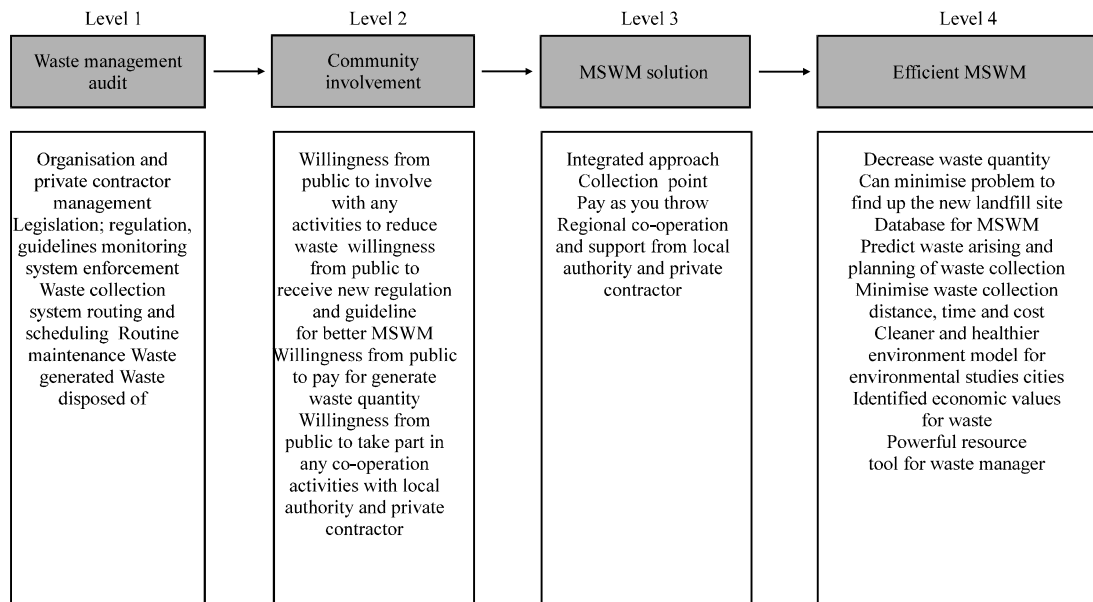 Level 1
Level 2
Level 3
Level 4
Waste management
audit
Community
involvement
MSWM solution
Efficient MSWM
Organisation and
private contractor
management
Legislation; regulation,
guidelines monitoring
system enforcement
Waste collection
system routing and
scheduling Routine
maintenance Waste
generated Waste
disposed of
Willingness from
public to involve
with any
activities to reduce
waste willingness
from public to
receive new regulation
and guideline
for better MSWM
Willingness from public
to pay for generate
waste quantity
Willingness from
public to take part in
any co-operation
activities with local
authority and private
contractor
Integrated approach
Collection point
Pay as you throw
Regional co-operation
and support from local
authority and private
contractor
Decrease waste quantity
Can minimise problem to
find up the new landfill site
Database for MSWM
Predict waste arising and
planning of waste collection
Minimise waste collection
distance, time and cost
Cleaner and healthier
environment model for
environmental studies cities
Identified economic values
for waste
Powerful resource
tool for waste manager